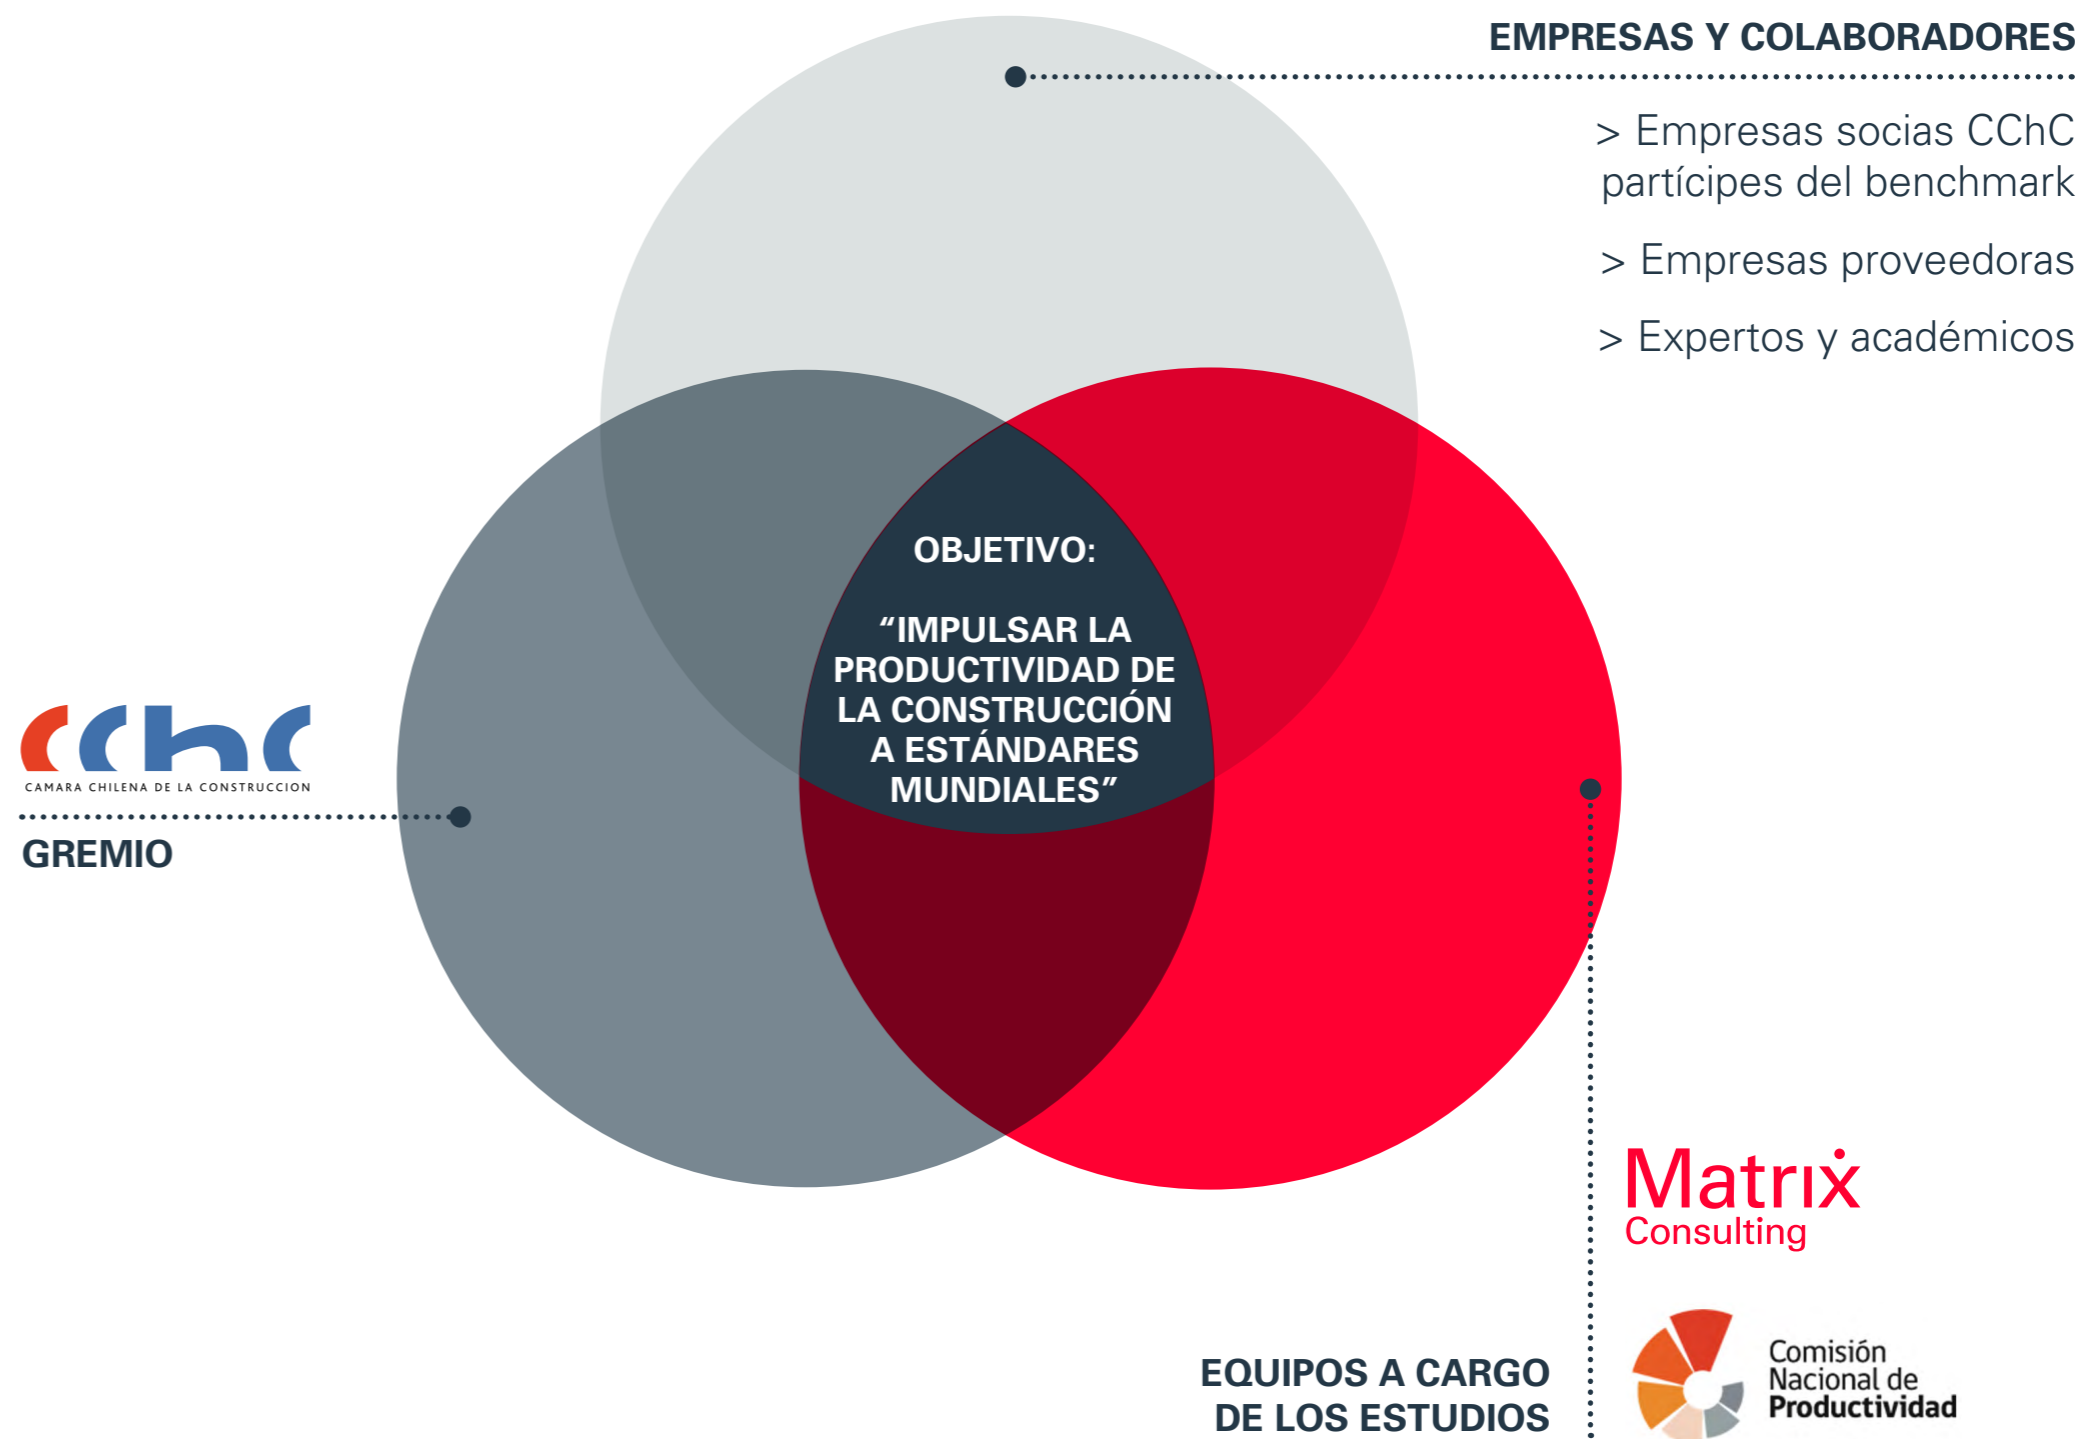 EMPRESAS Y COLABORADORES
> Empresas socias CChC
partícipes del benchmark
> Empresas proveedoras
> Expertos y académicos
OBJETIVO:
“IMPULSAR LA
PRODUCTIVIDAD DE
LA CONSTRUCCIÓN
A ESTÁNDARES
MUNDIALES”
CChC
CAMARA CHILENA DE LA CONSTRUCCION
GREMIO
Matrix
Consulting
EQUIPOS A CARGO
DE LOS ESTUDIOS
Comisión
Nacional de
Productividad